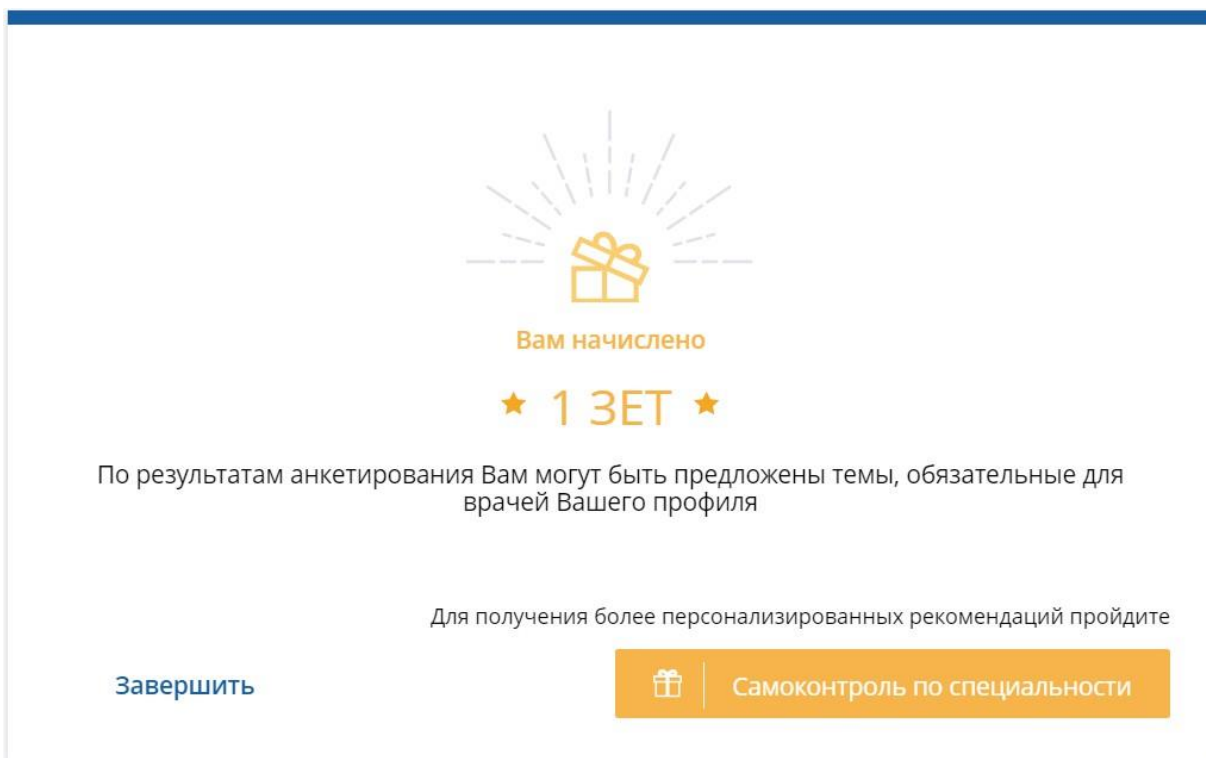 Вам начислено
1 ЗЕТ
По результатам анкетирования Вам могут быть предложены темы, обязательные для
врачей Вашего профиля
Для получения более персонализированных рекомендаций пройдите
Завершить
Самоконтроль по специальности